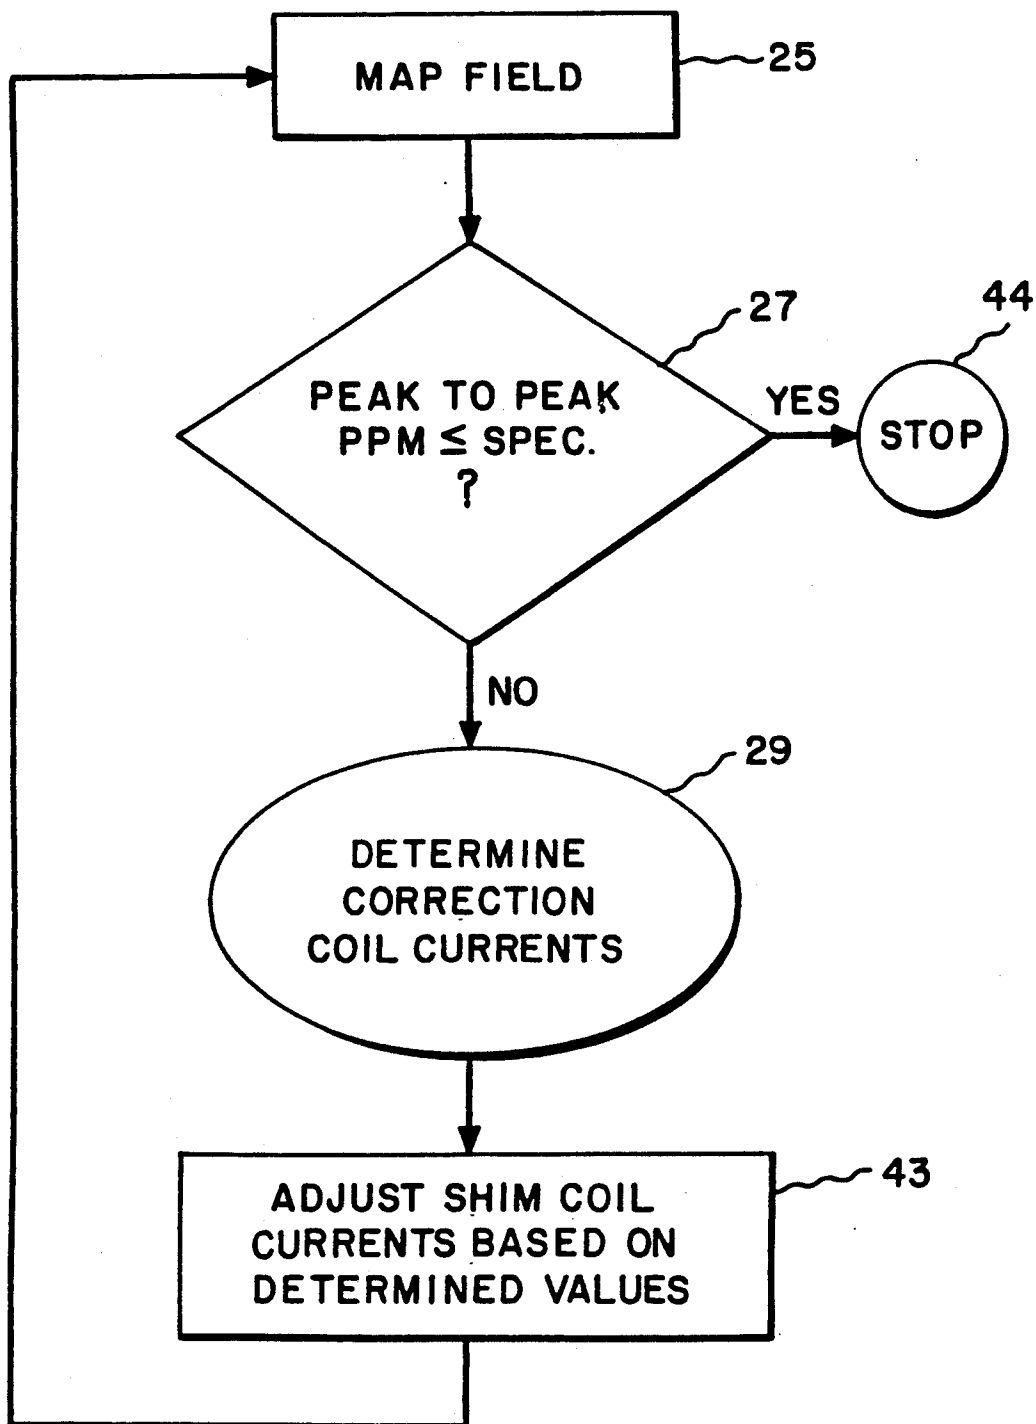 MAP FIELD
25
PEAK TO PEAK
PPM ≤ SPEC.
?
27
YES
44
STOP
NO
29
DETERMINE
CORRECTION
COIL CURRENTS
ADJUST SHIM COIL
CURRENTS BASED ON
DETERMINED VALUES
43